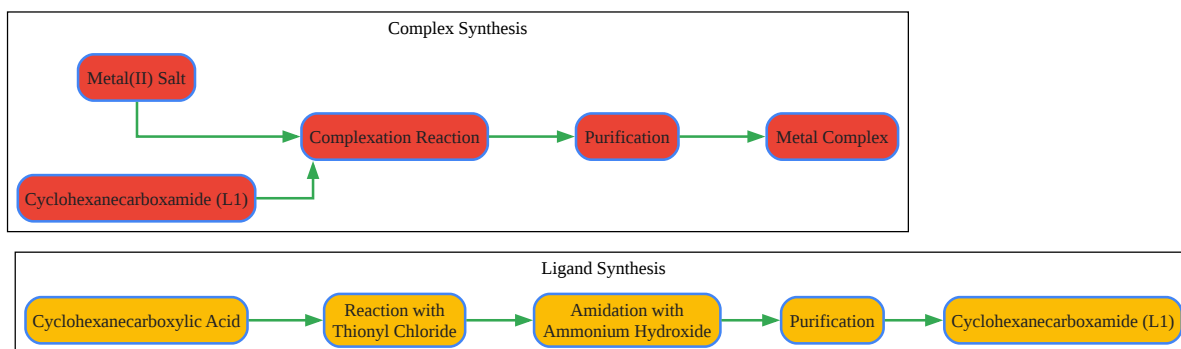 Complex Synthesis
Metal(II) Salt
Complexation Reaction
Purification
Metal Complex
Cyclohexanecarboxamide (L1)
Ligand Synthesis
Cyclohexanecarboxylic Acid
Reaction with
Thionyl Chloride
Amidation with
Ammonium Hydroxide
Purification
Cyclohexanecarboxamide (L1)